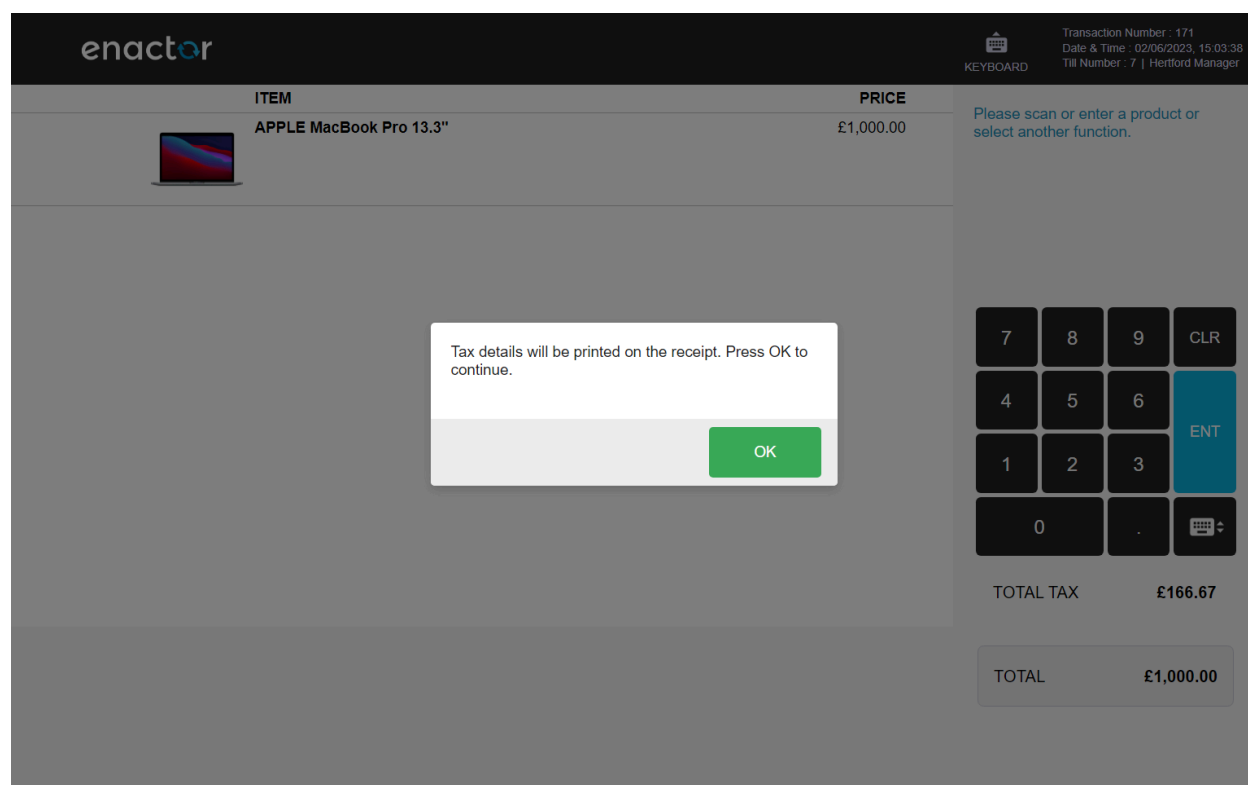 enactor
KEYBOARD
Transaction Number : 171
Date & Time : 02/06/2023, 15:03:38
Till Number : 7 | Hertford Manager
ITEM PRICE
APPLE MacBook Pro 13.3" £1,000.00
Please scan or enter a product or
select another function.
Tax details will be printed on the receipt. Press OK to
continue.
OK
7 8 9 CLR
4 5 6
ENT
1 2 3
0 .
TOTAL TAX £166.67
TOTAL £1,000.00